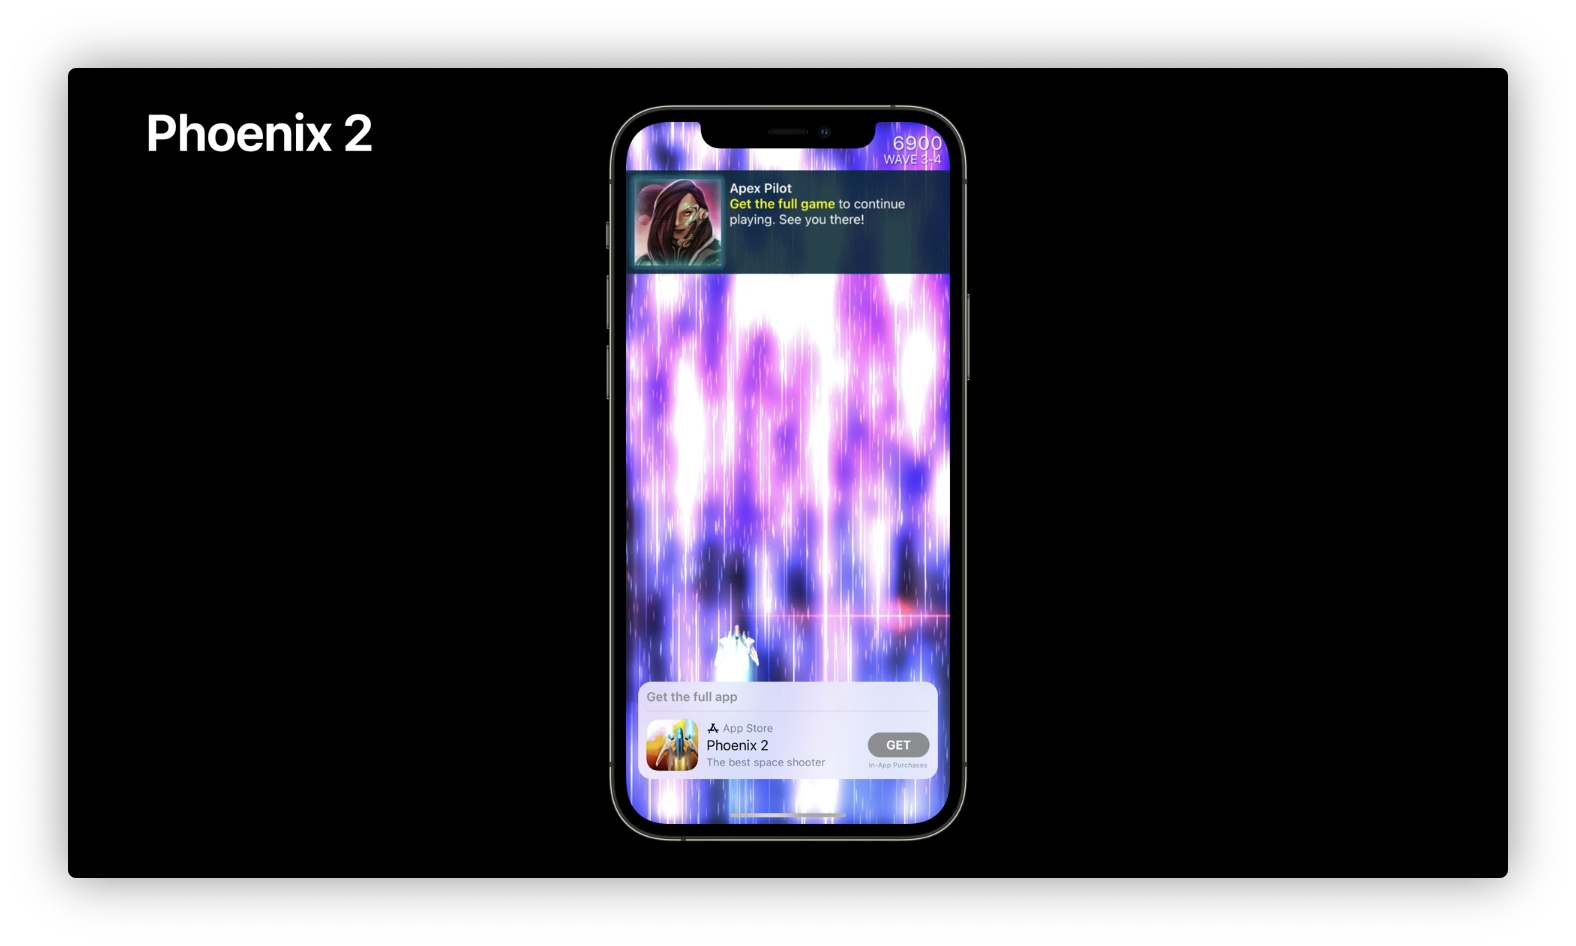 Phoenix 2
6900
WAVE 3-4
Apex Pilot
Get the full game to continue
playing. See you there!
Get the full app
App Store
Phoenix 2
The best space shooter
GET
In-App Purchases